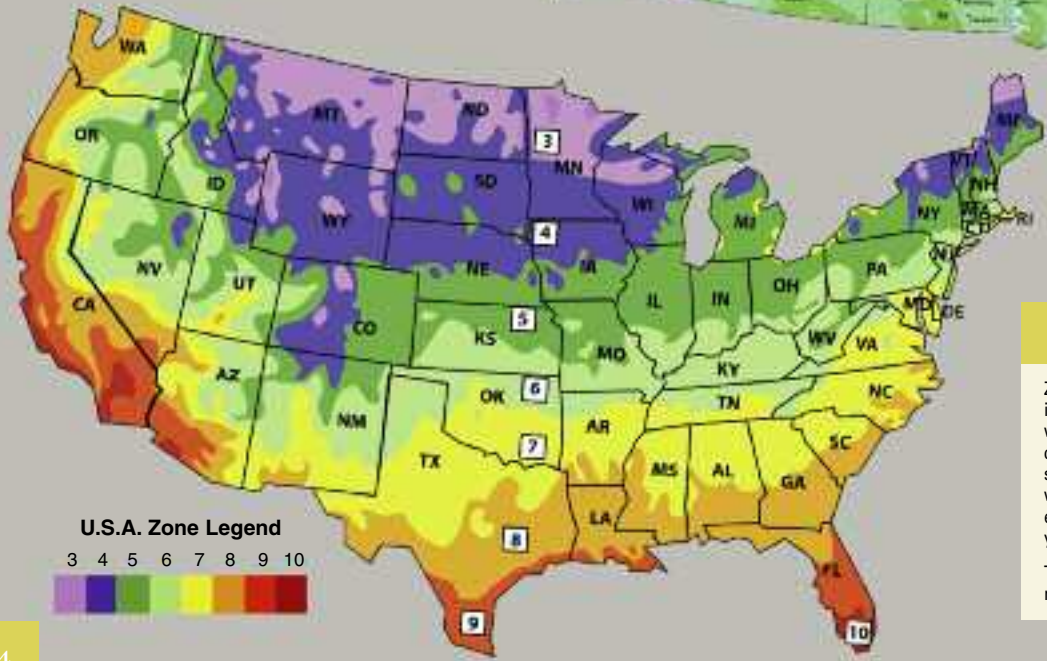 WA
MT
ND
3
MN
ME
OR
ID
SD
WI
VT
NH
WY
MI
NY
MA
CT
RI
4
NV
UT
NE
IA
PA
NJ
CA
CO
IL
IN
OH
MD
DE
5
KS
MO
WV
VA
KY
AZ
OK
6
TN
NC
NM
AR
7
TX
MS
AL
SC
GA
U.S.A. Zone Legend
LA
8
3 4 5 6 7 8 9 10
FL
9
10
4